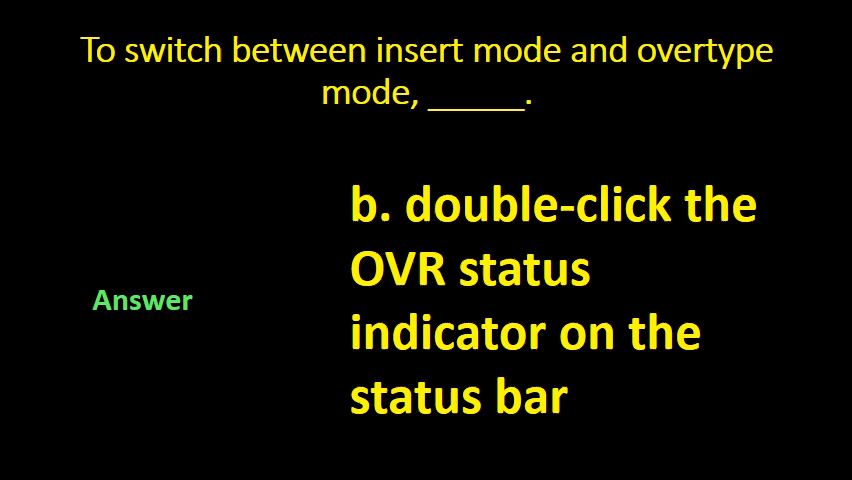 To switch between insert mode and overtype
mode, ______.
b. double-click the
OVR status
Answer
indicator on the
status bar